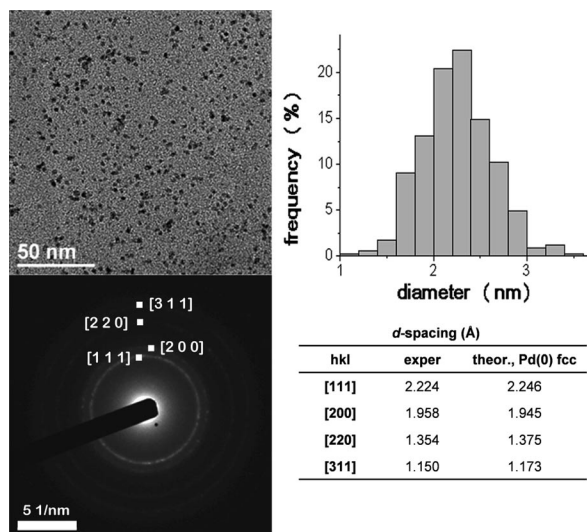 50 nm
frequency (%)
20
15
10
5
0
1
2
3
diameter (nm)
[3 1 1]
[2 2 0]
[2 0 0]
[1 1 1]
5 1/nm
d-spacing (Å)
hkl exper theor., Pd(0) fcc
[111] 2.224 2.246
[200] 1.958 1.945
[220] 1.354 1.375
[311] 1.150 1.173